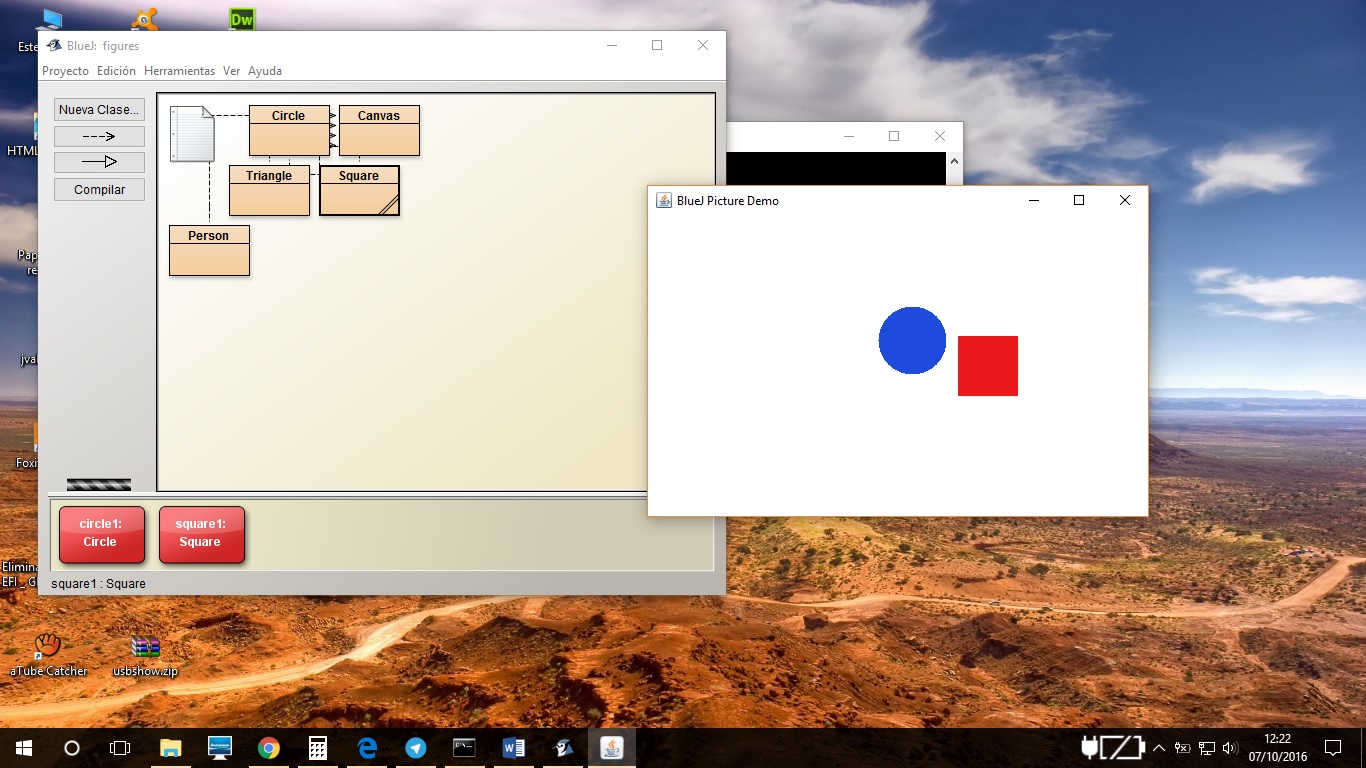 Dw
Este
BlueJ: figures
Proyecto Edición Herramientas Ver Ayuda
Nueva Clase...
Compilar
Circle
Canvas
Triangle
Square
Person
circle1:
Circle
square1:
Square
square1 : Square
BlueJ Picture Demo
HTML
Pap
re
jval
Foxi
Elimina
EFI _ G
aTube Catcher
usbshow.zip
12:22
07/10/2016